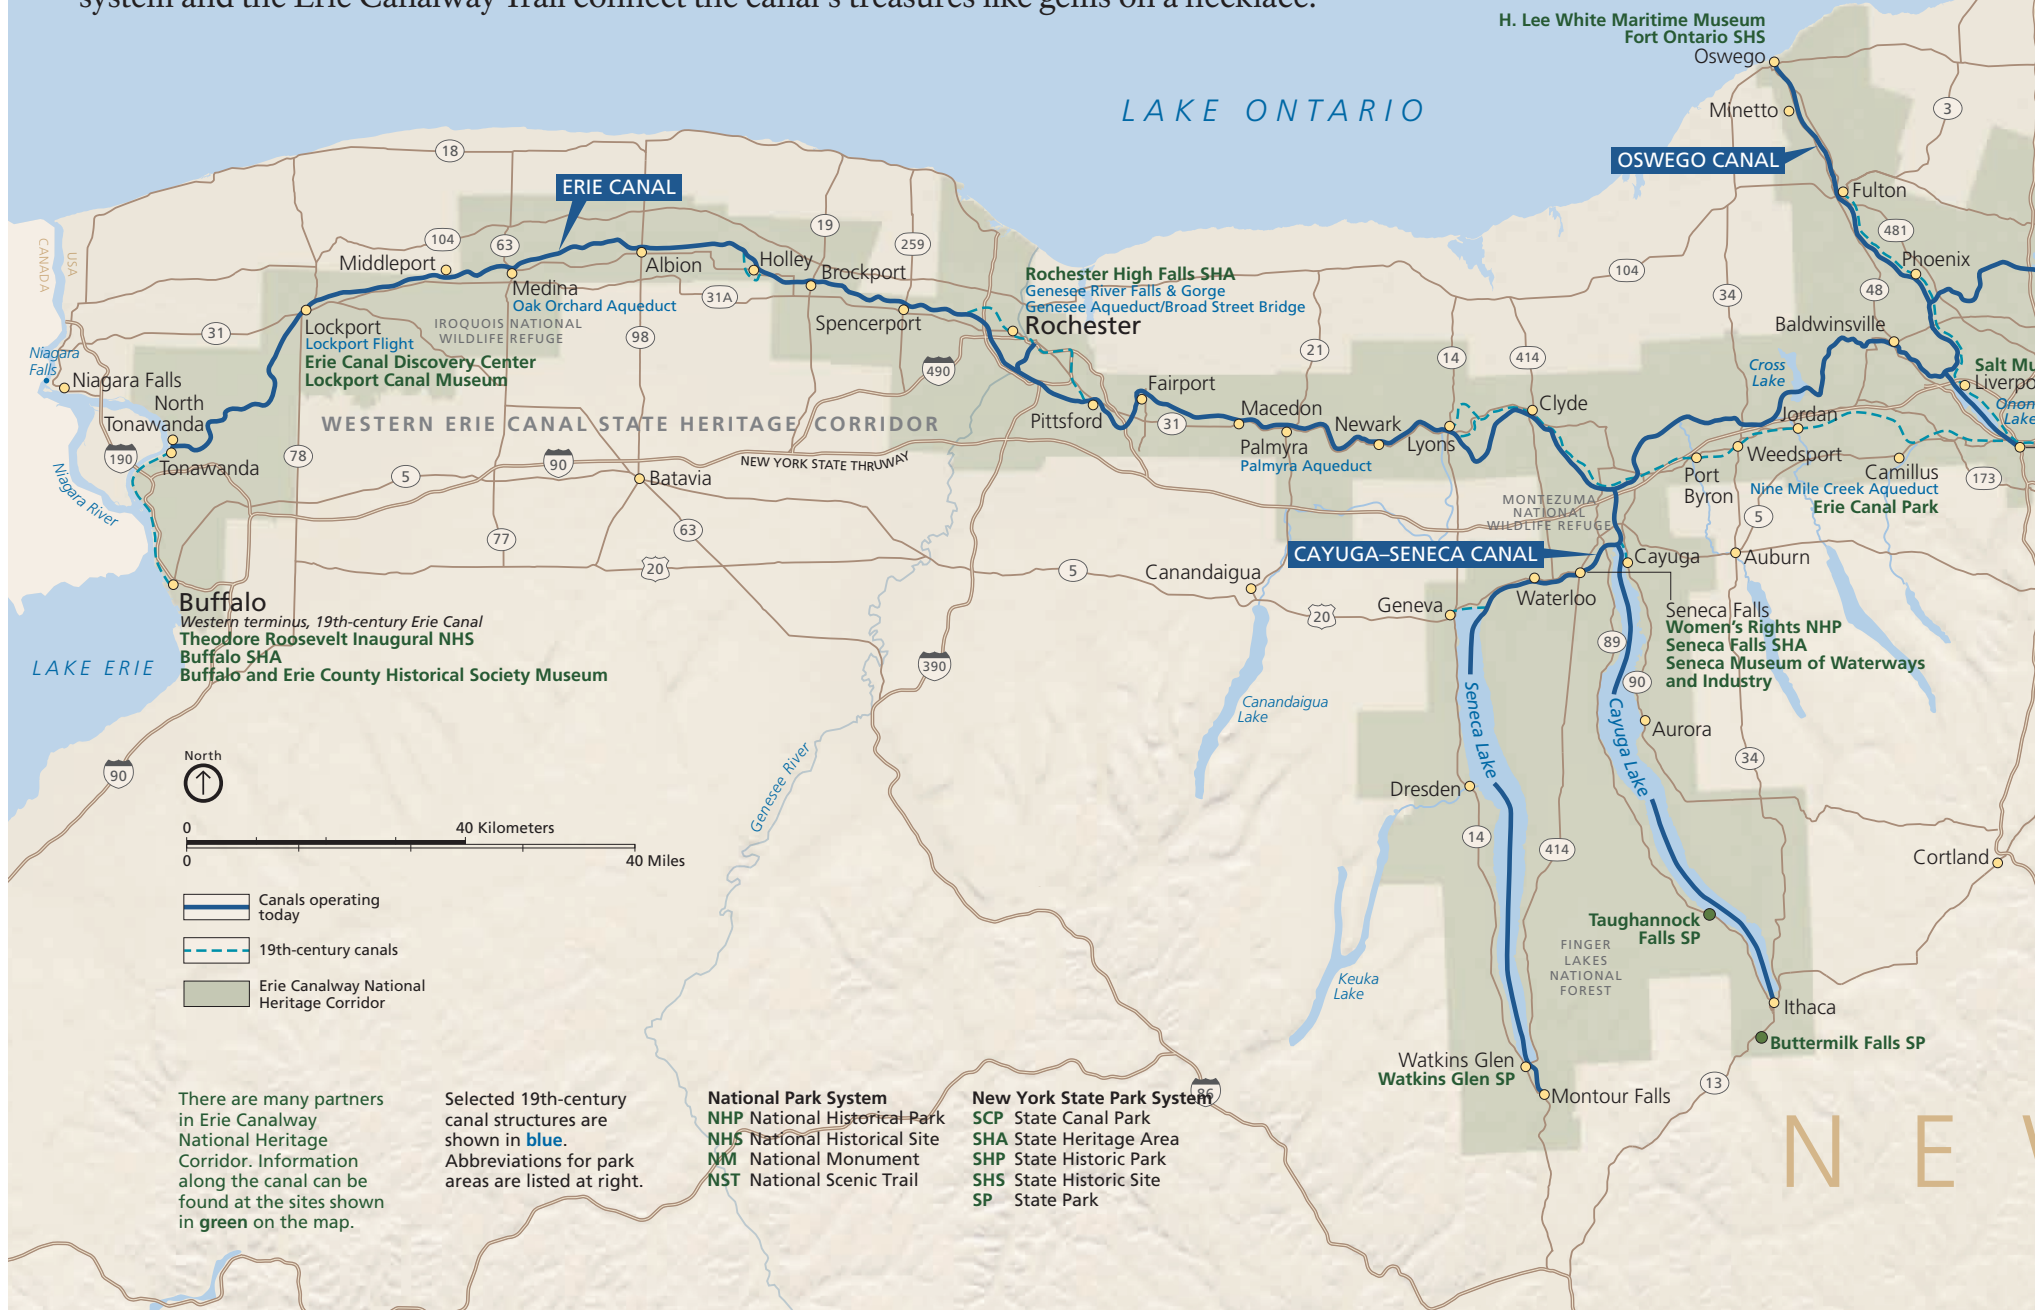 system and the Erie Canalway Trail connect the canal's treasures like gems on a necklace.
H. Lee White Maritime Museum
Fort Ontario SHS
Oswego
LAKE ONTARIO
Minetto
3
OSWEGO CANAL
18
ERIE CANAL
Fulton
19
481
104
63
259
CANADA
USA
Middleport
Albion
Holley
Brockport
Phoenix
Medina
Oak Orchard Aqueduct
31A
Rochester High Falls SHA
Genesee River Falls & Gorge
Genesee Aqueduct/Broad Street Bridge
Rochester
104
34
48
Lockport
Lockport Flight
Erie Canal Discovery Center
Lockport Canal Museum
IROQUOIS NATIONAL
WILDLIFE REFUGE
31
98
Spencerport
Baldwinsville
21
14
414
490
Niagara
Falls
Niagara Falls
Cross
Lake
Salt Mu
Liverpo
Onon
Lake
North
Tonawanda
Fairport
Macedon
Newark
Clyde
Jordan
WESTERN ERIE CANAL STATE HERITAGE CORRIDOR
Pittsford
31
Palmyra
Palmyra Aqueduct
Lyons
190
Tonawanda
78
5
90
NEW YORK STATE THRUWAY
Batavia
Weedsport
Port
Byron
Camillus
Nine Mile Creek Aqueduct
Erie Canal Park
173
Niagara River
MONTEZUMA
NATIONAL
WILDLIFE REFUGE
5
77
63
20
5
CAYUGA–SENECA CANAL
Cayuga
Auburn
Canandaigua
Buffalo
Western terminus, 19th-century Erie Canal
Theodore Roosevelt Inaugural NHS
Buffalo SHA
Buffalo and Erie County Historical Society Museum
LAKE ERIE
20
Geneva
Waterloo
Seneca Falls
Women's Rights NHP
Seneca Falls SHA
Seneca Museum of Waterways
and Industry
89
90
390
Canandaigua
Lake
Seneca Lake
Cayuga Lake
Aurora
90
34
Genesee River
Dresden
14
414
Cortland
North
0
40 Kilometers
0
40 Miles
Canals operating
today
19th-century canals
Erie Canalway National
Heritage Corridor
Taughannock
Falls SP
FINGER
LAKES
NATIONAL
FOREST
Keuka
Lake
Ithaca
Buttermilk Falls SP
Watkins Glen
Watkins Glen SP
Montour Falls
13
86
There are many partners
in Erie Canalway
National Heritage
Corridor. Information
along the canal can be
found at the sites shown
in green on the map.
Selected 19th-century
canal structures are
shown in blue.
Abbreviations for park
areas are listed at right.
National Park System
NHP National Historical Park
NHS National Historical Site
NM National Monument
NST National Scenic Trail
New York State Park System
SCP State Canal Park
SHA State Heritage Area
SHP State Historic Park
SHS State Historic Site
SP State Park
NE